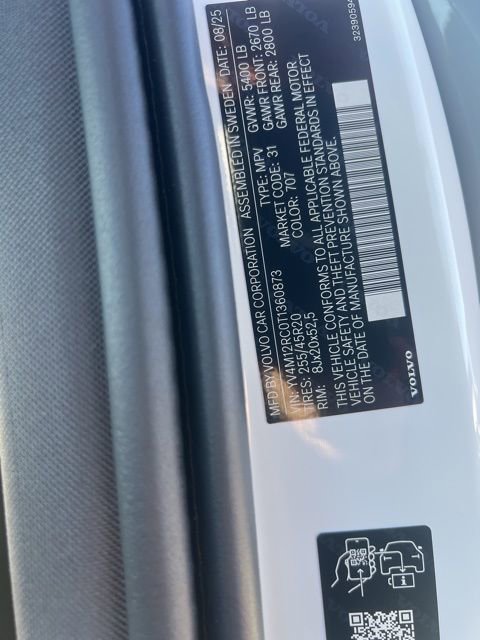 MFD BY VOLVO CAR CORPORATION ASSEMBLED IN SWEDEN DATE: 08/25
VIN: YV4M12RC0T1360873 TYPE: MPV GVWR: 5400 LB
TIRES: 255/45R20 MARKET CODE: 31 GAWR FRONT: 2670 LB
RIM: 8Jx20x52,5 COLOR: 707 GAWR REAR: 2800 LB
THIS VEHICLE CONFORMS TO ALL APPLICABLE FEDERAL MOTOR
VEHICLE SAFETY AND THEFT PREVENTION STANDARDS IN EFFECT
ON THE DATE OF MANUFACTURE SHOWN ABOVE.
VOLVO